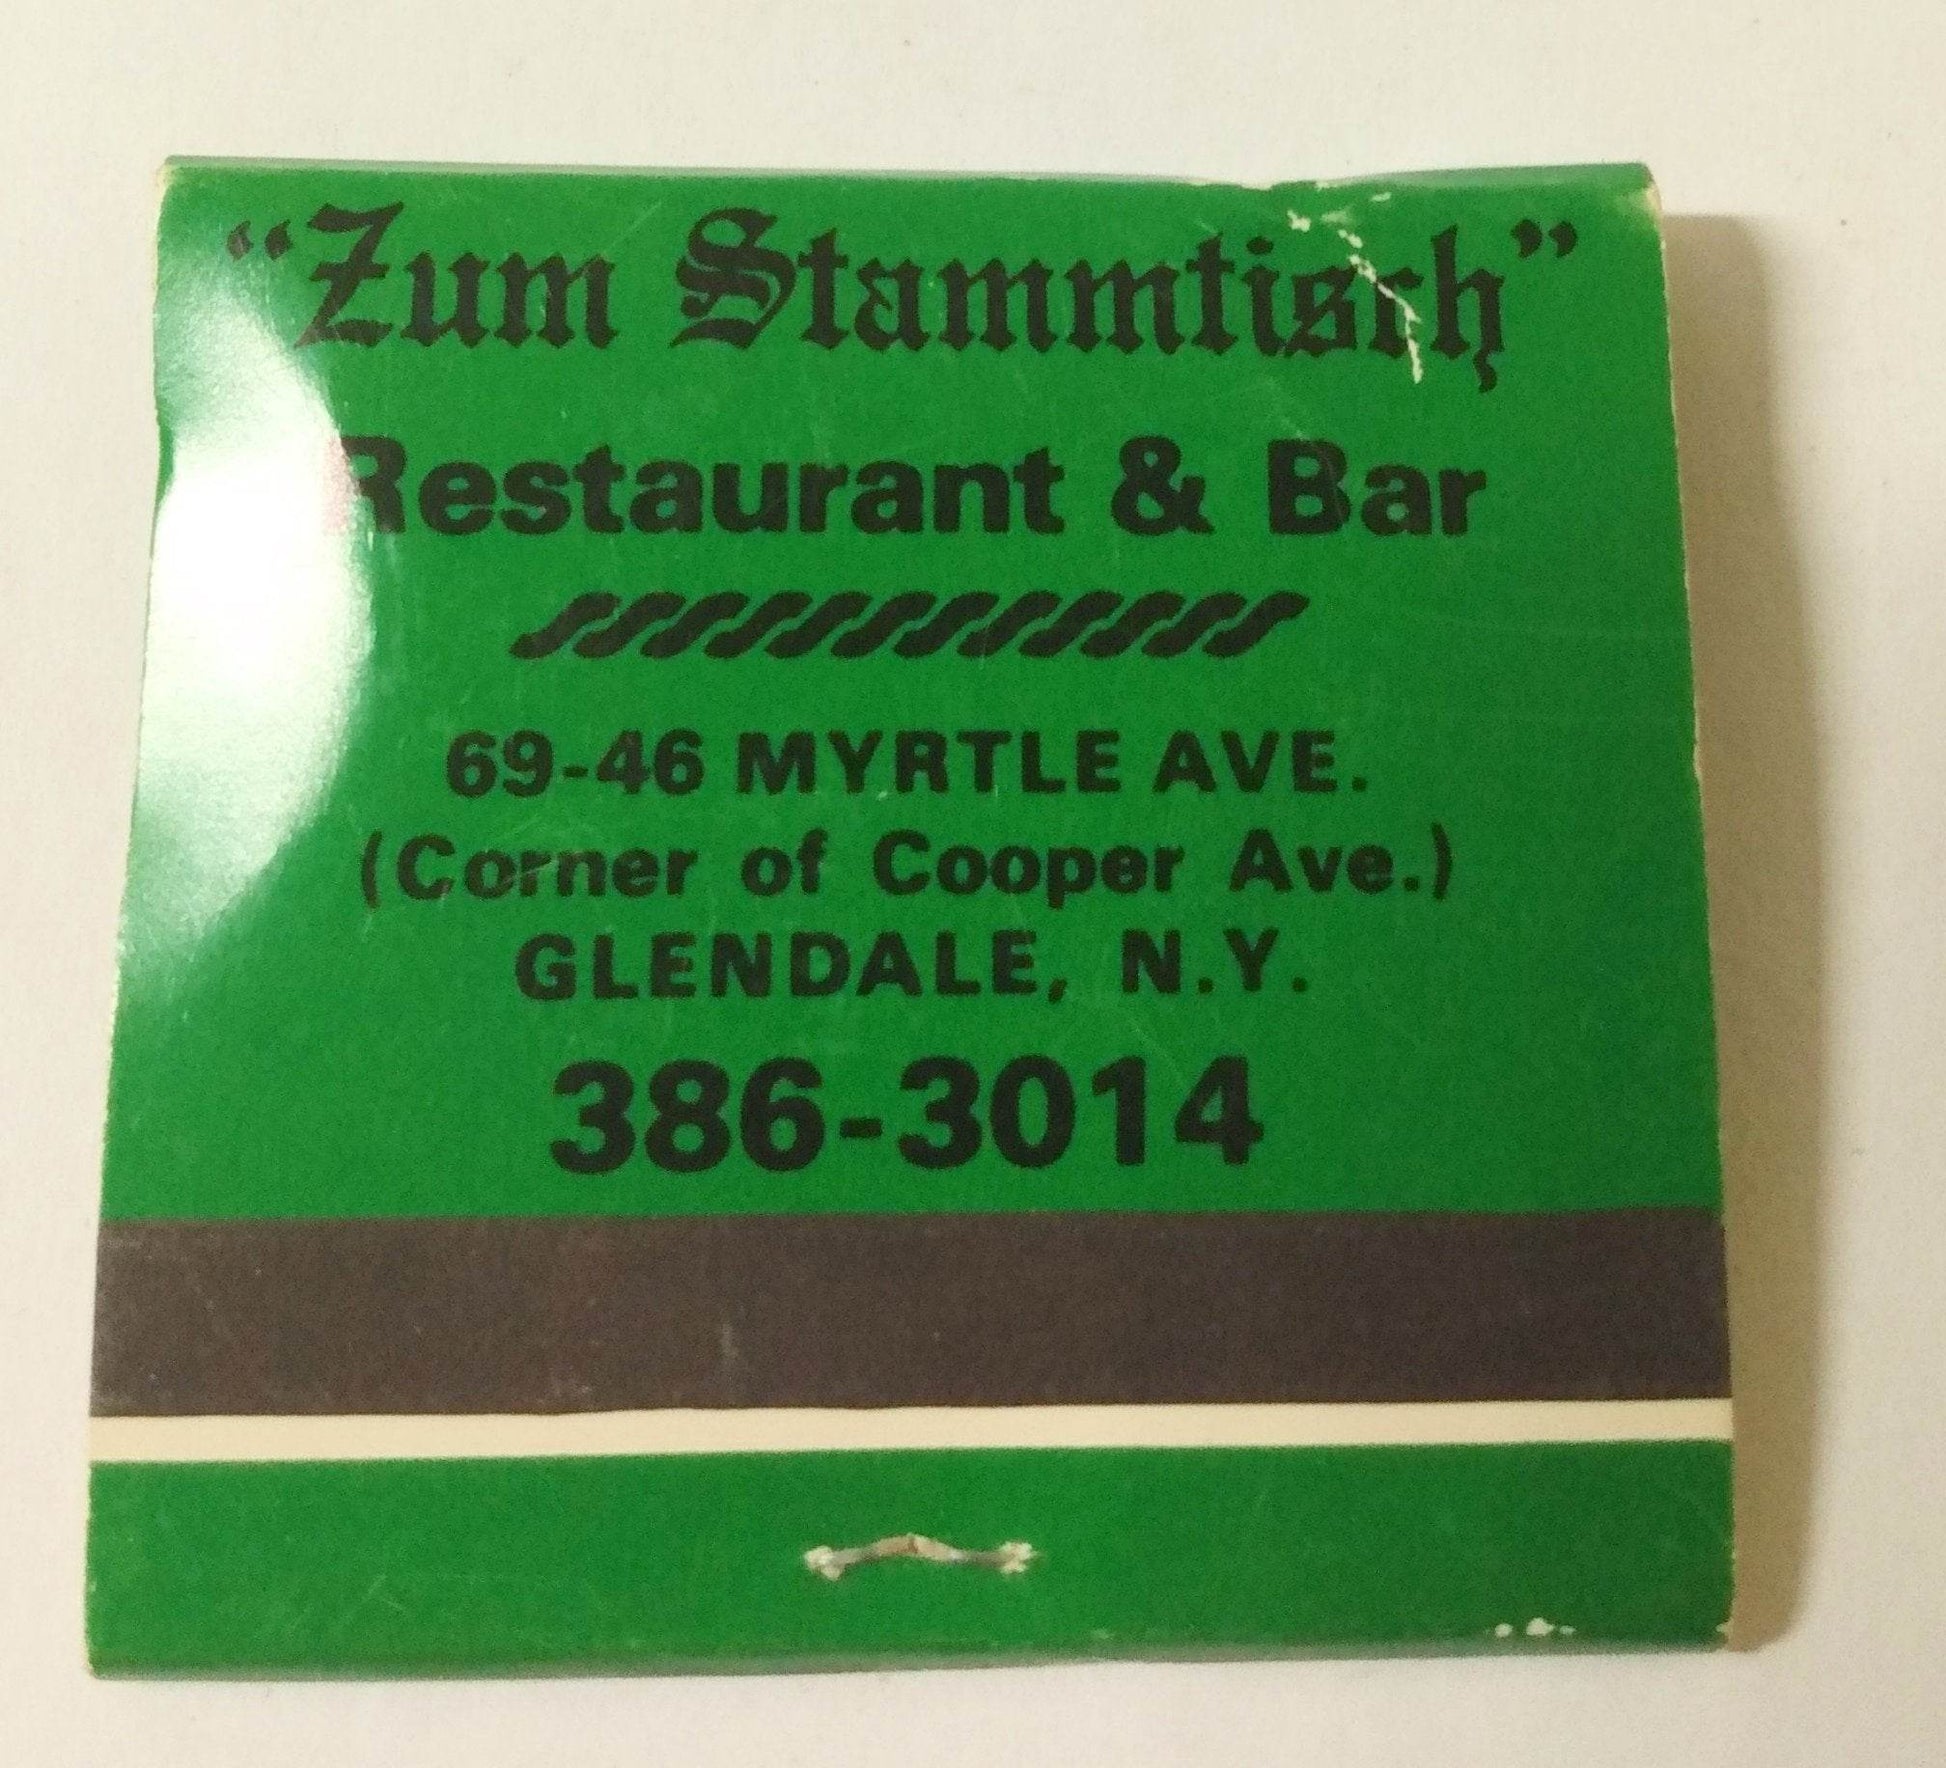 “Zum Stammtisch”
Restaurant & Bar
69-46 MYRTLE AVE.
(Corner of Cooper Ave.)
GLENDALE, N.Y.
386-3014